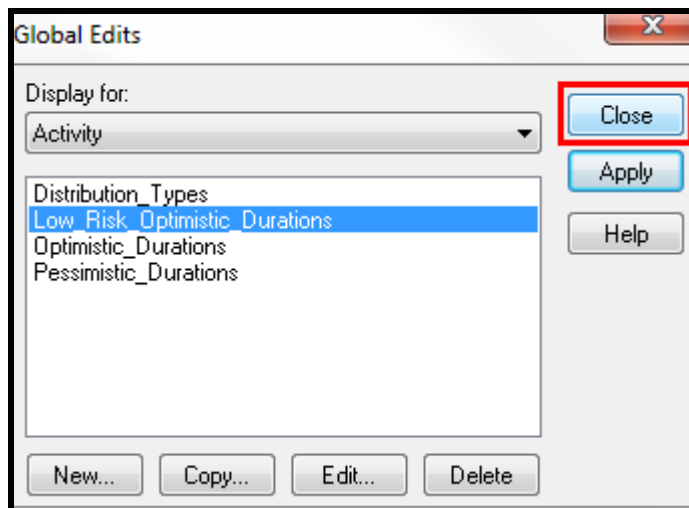 Global Edits
Display for:
Activity
Close
Apply
Help
Distribution_Types
Low_Risk_Optimistic_Durations
Optimistic_Durations
Pessimistic_Durations
New...
Copy...
Edit...
Delete